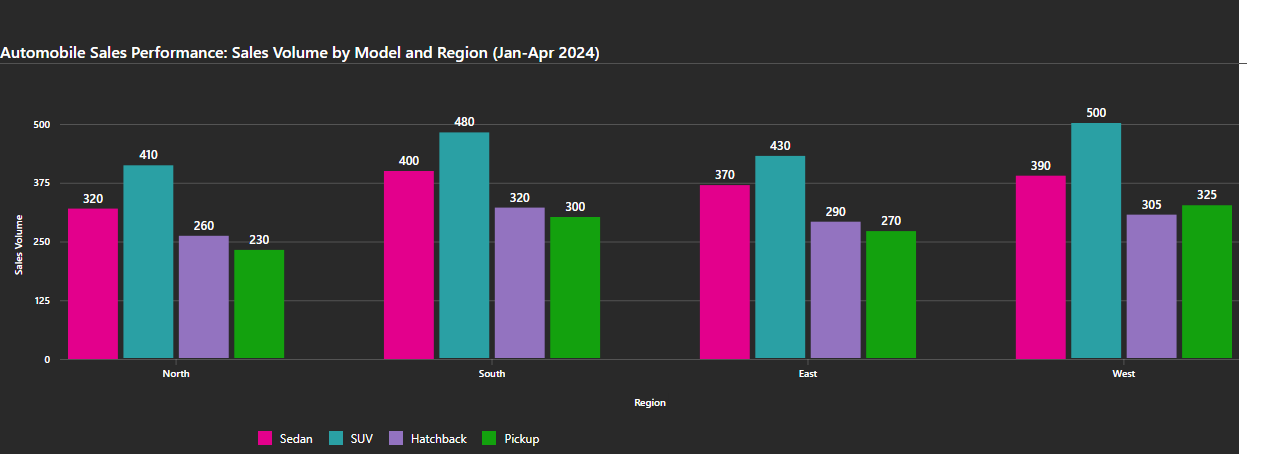 Automobile Sales Performance: Sales Volume by Model and Region (Jan-Apr 2024)
Sales Volume
500
375
250
125
0
320
410
260
230
400
480
320
300
370
430
290
270
390
500
305
325
North
South
East
West
Region
Sedan
SUV
Hatchback
Pickup